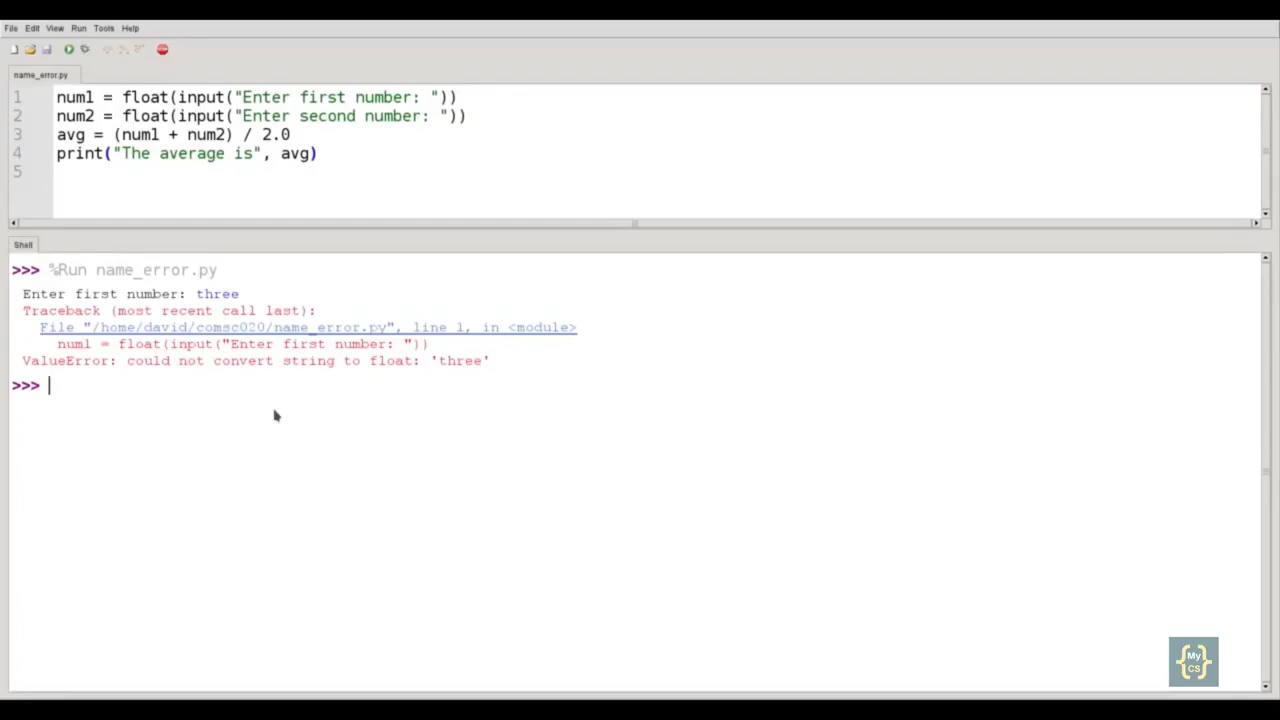 File Edit View Run Tools Help
name_error.py
1 num1 = float(input("Enter first number: "))
2 num2 = float(input("Enter second number: "))
3 avg = (num1 + num2) / 2.0
4 print("The average is", avg)
5
Shell
>>> %Run name_error.py
Enter first number: three
Traceback (most recent call last):
File "/home/david/comsc020/name_error.py", line 1, in <module>
num1 = float(input("Enter first number: "))
ValueError: could not convert string to float: 'three'
>>>
{My CS}